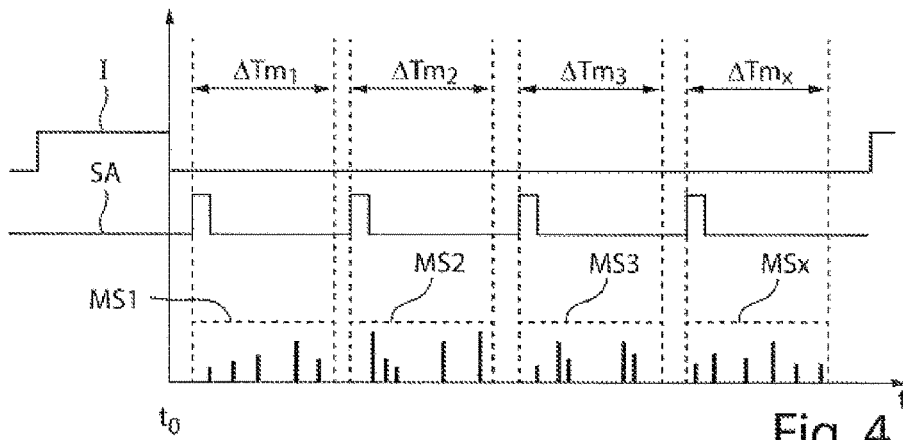 I
ΔTm₁ ΔTm₂ ΔTm₃ ΔTmₓ
SA
MS1 MS2 MS3 MSx
t₀ t
Fig. 4